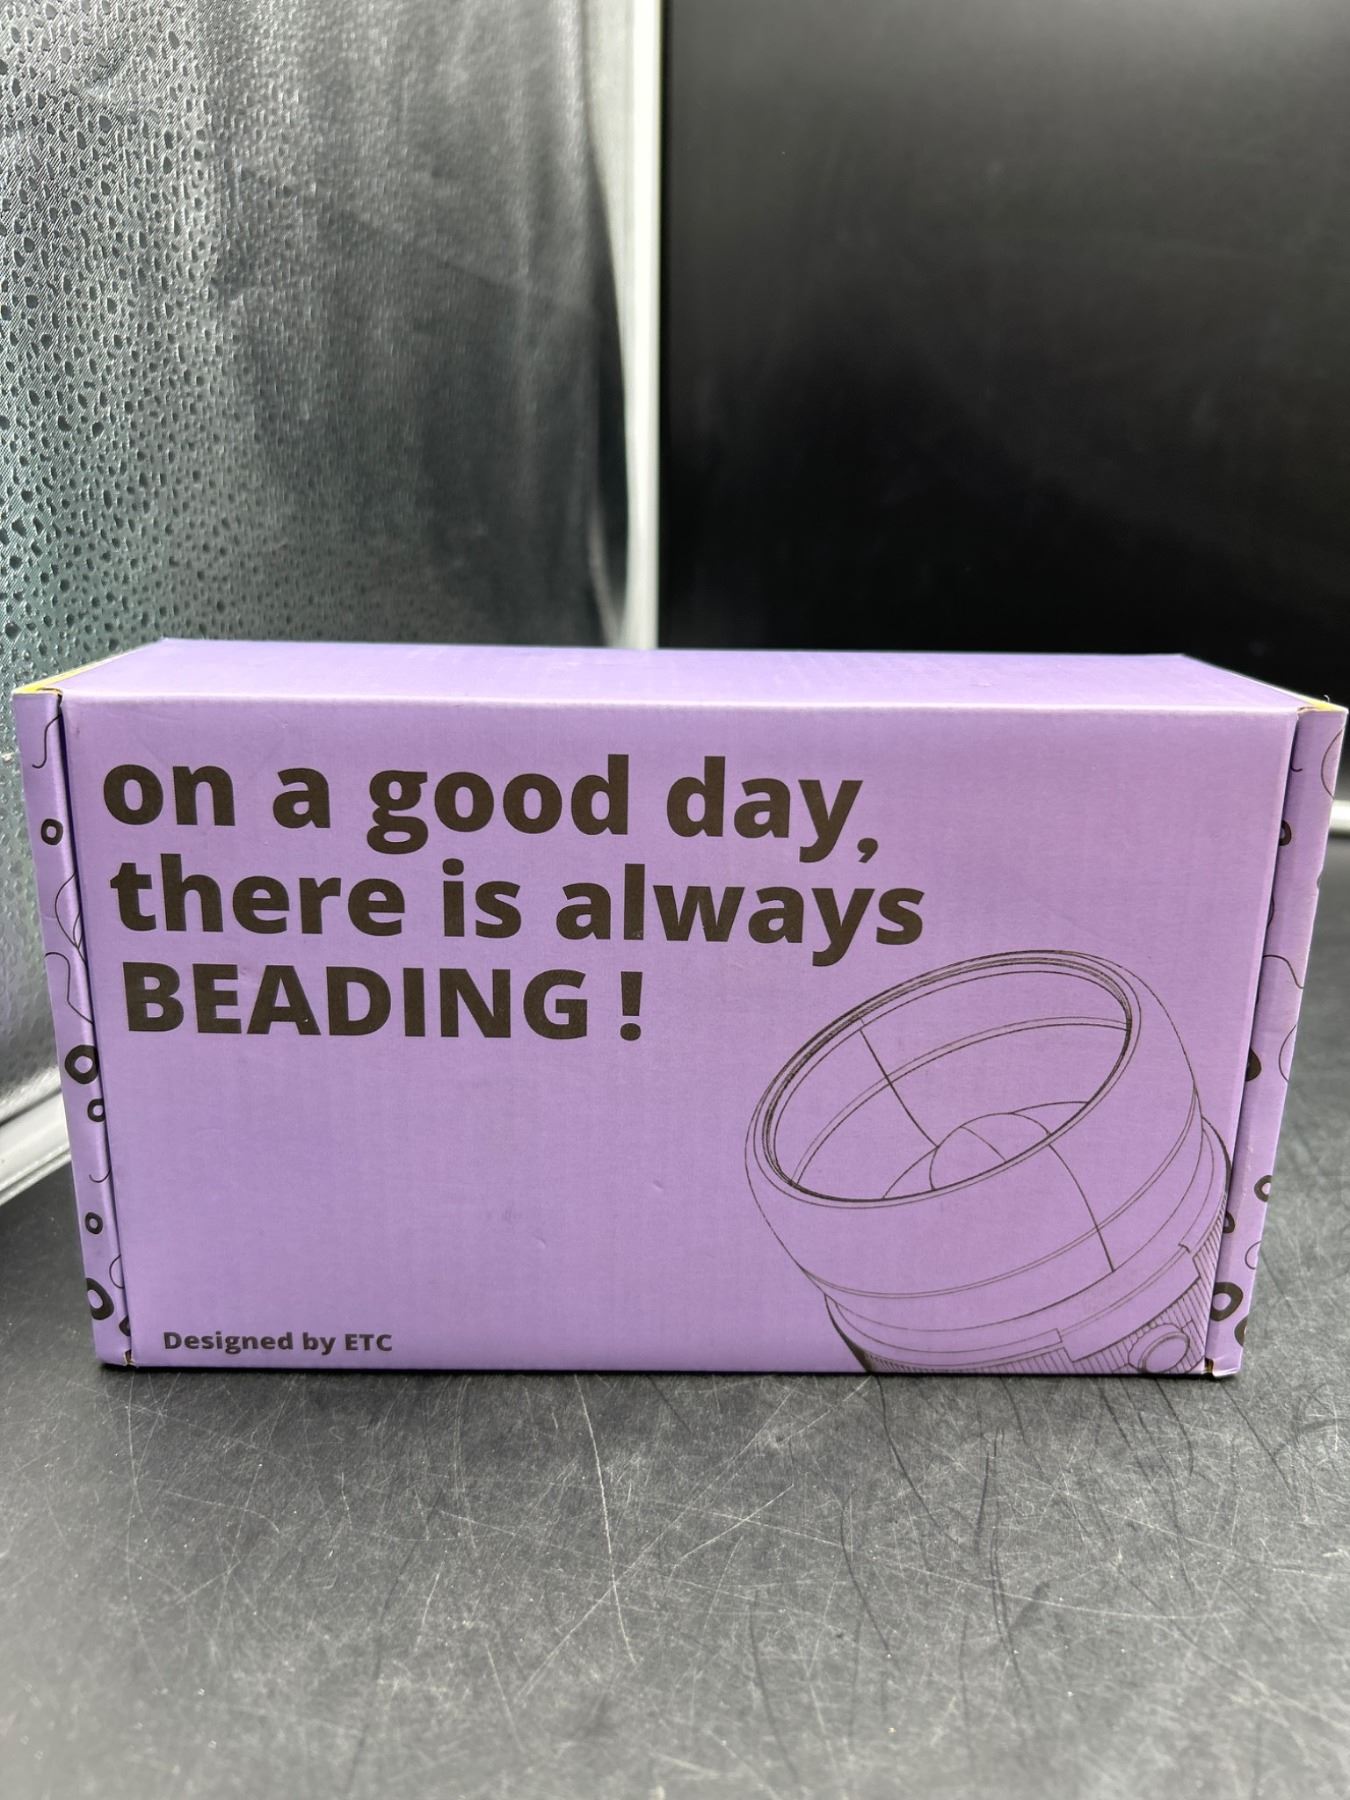 on a good day,
there is always
BEADING !
Designed by ETC